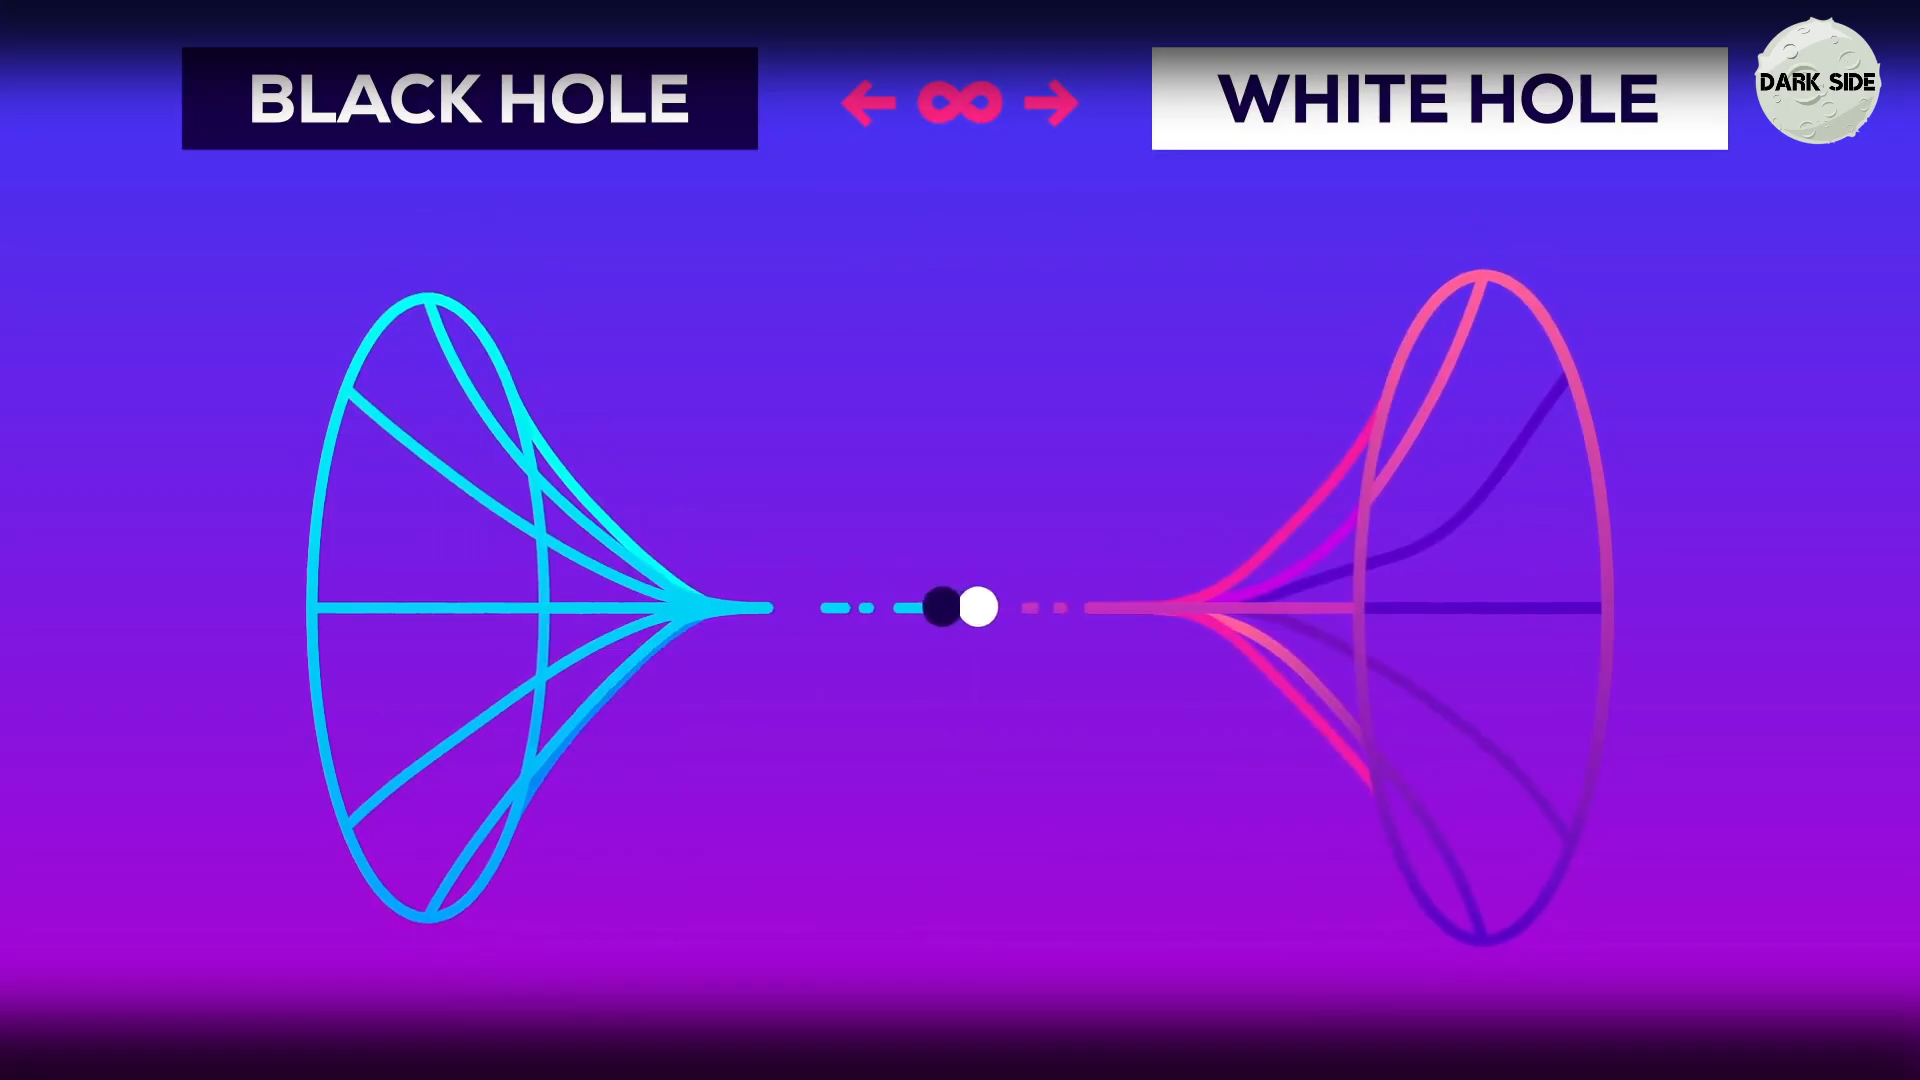 BLACK HOLE
← ∞ →
WHITE HOLE
DARK SIDE